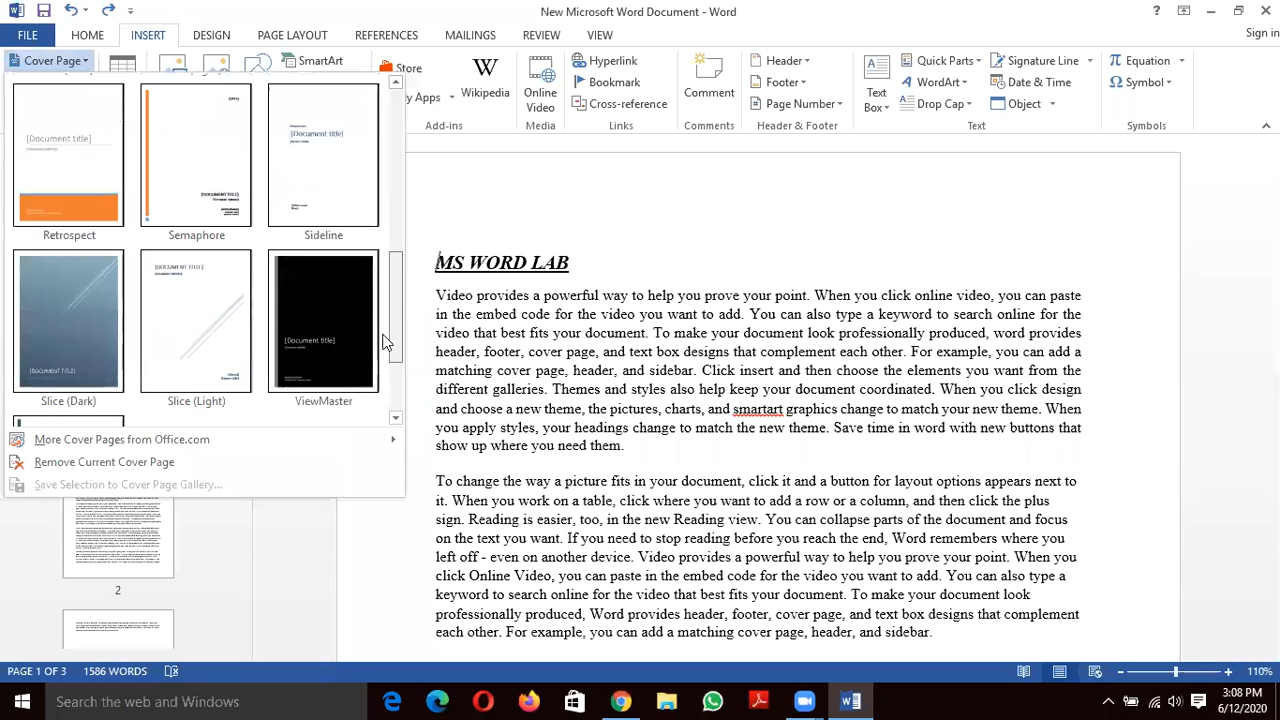 New Microsoft Word Document - Word
?
FILE
HOME
INSERT
DESIGN
PAGE LAYOUT
REFERENCES
MAILINGS
REVIEW
VIEW
Sign in
Cover Page
SmartArt
Store
y Apps
W
Wikipedia
Online
Video
Hyperlink
Bookmark
Cross-reference
Comment
Header
Footer
Page Number
Text
Box
Quick Parts
WordArt
Drop Cap
Signature Line
Date & Time
Object
Equation
Symbol
Add-ins
Media
Links
Comments
Header & Footer
Text
Symbols
[Document title]
[DOCUMENT TITLE]
[Document title]
Retrospect
Semaphore
Sideline
[DOCUMENT TITLE]
[DOCUMENT TITLE]
[Document title]
Slice (Dark)
Slice (Light)
ViewMaster
More Cover Pages from Office.com
Remove Current Cover Page
Save Selection to Cover Page Gallery...
2
MS WORD LAB
Video provides a powerful way to help you prove your point. When you click online video, you can paste
in the embed code for the video you want to add. You can also type a keyword to search online for the
video that best fits your document. To make your document look professionally produced, word provides
header, footer, cover page, and text box designs that complement each other. For example, you can add a
matching cover page, header, and sidebar. Click insert and then choose the elements you want from the
different galleries. Themes and styles also help keep your document coordinated. When you click design
and choose a new theme, the pictures, charts, and smartart graphics change to match your new theme. When
you apply styles, your headings change to match the new theme. Save time in word with new buttons that
show up where you need them.
To change the way a picture fits in your document, click it and a button for layout options appears next to
it. When you work on a table, click where you want to add a row or a column, and then click the plus
sign. Reading is easier, too, in the new Reading view. You can collapse parts of the document and focus
on the text you want. If you need to stop reading before you reach the end, Word remembers where you
left off - even on another device. Video provides a powerful way to help you prove your point. When you
click Online Video, you can paste in the embed code for the video you want to add. You can also type a
keyword to search online for the video that best fits your document. To make your document look
professionally produced, Word provides header, footer, cover page, and text box designs that complement
each other. For example, you can add a matching cover page, header, and sidebar.
PAGE 1 OF 3
1586 WORDS
110%
Search the web and Windows
3:08 PM
6/12/2020